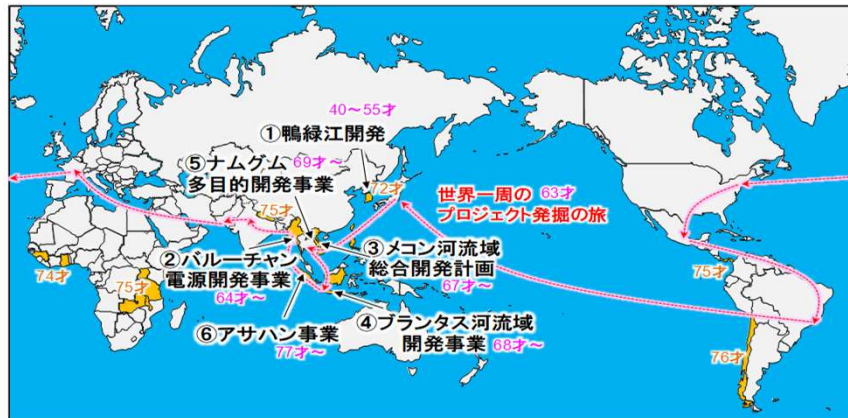 40～55才
①鴨緑江開発
⑤ナムグム 69才～
多目的開発事業
72才
75才
世界一周の 63才
プロジェクト発掘の旅
②バルーチャン
電源開発事業
64才～
③メコン河流域
総合開発計画
67才～
74才
75才
75才
⑥アサハン事業
77才～
④ブランタス河流域
開発事業 68才～
76才